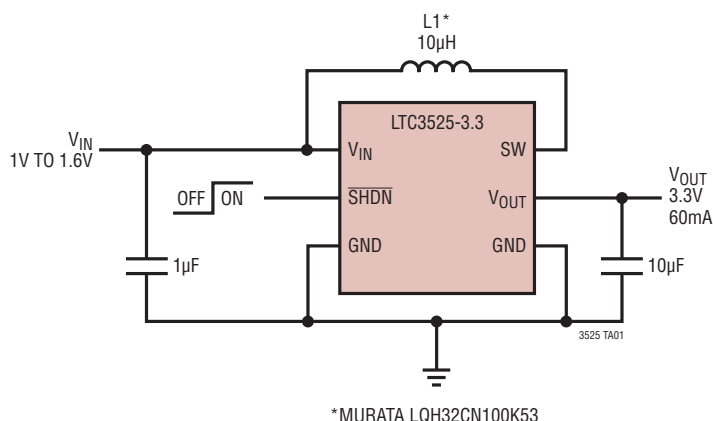 L1*
10µH
LTC3525-3.3
VIN
1V TO 1.6V
VIN
SW
OFF ON
SHDN
VOUT
VOUT
3.3V
60mA
GND
GND
1µF
10µF
3525 TA01
*MURATA LQH32CN100K53